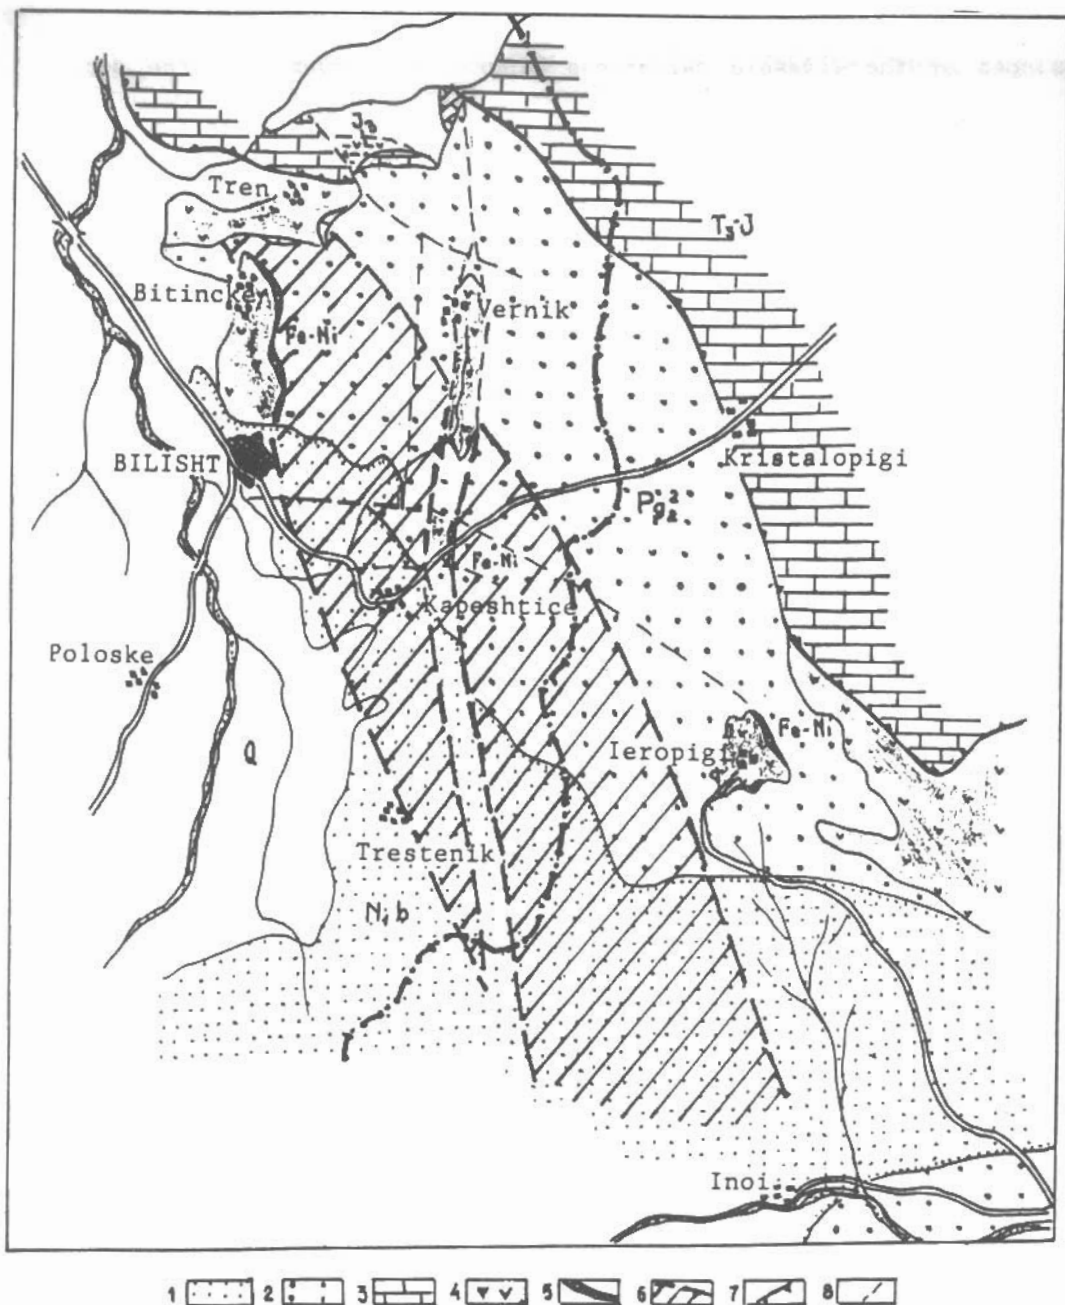 J₃
Tren
T₃-J
Bitincke
Vernik
Fe-Ni
BILISHT
Kristalopigi
Pg₂²
Fe-Ni
Kapeshtice
Poloske
Q
Ieropigi
Fe-Ni
Trestenik
N₁b
Inoi
1 2 3 4 5 6 7 8